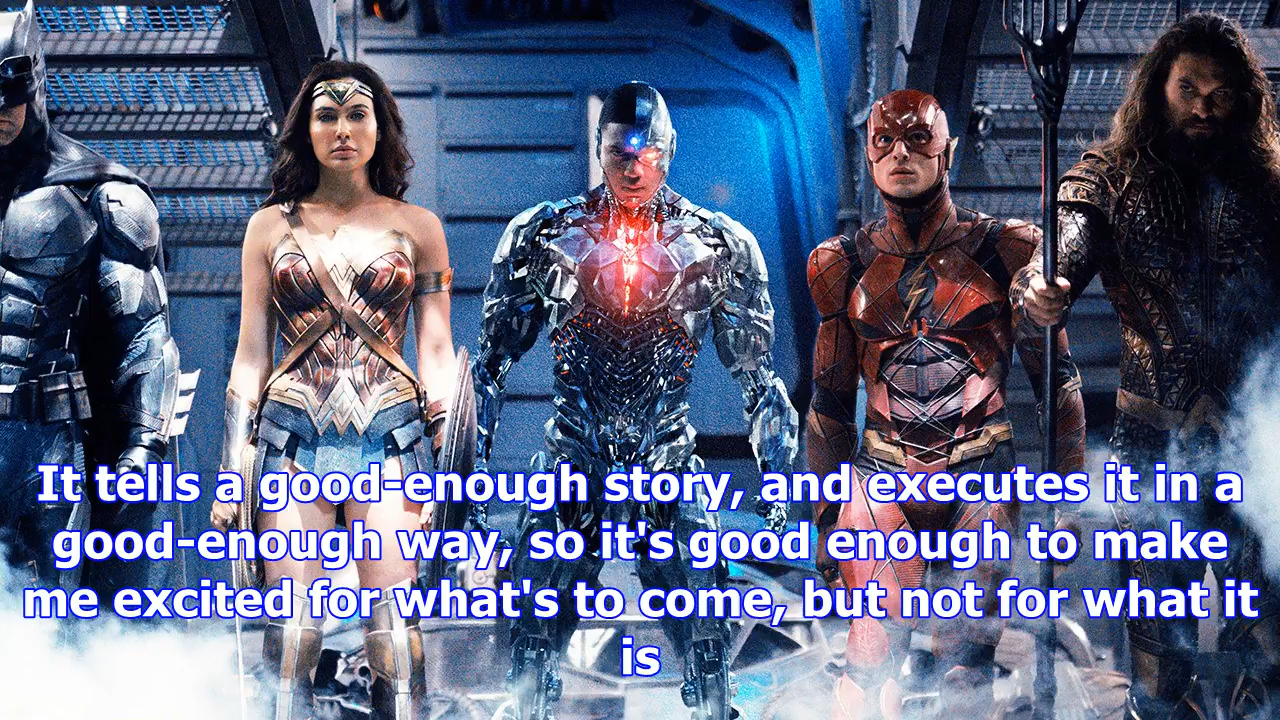 It tells a good-enough story, and executes it in a
good-enough way, so it's good enough to make
me excited for what's to come, but not for what it
is